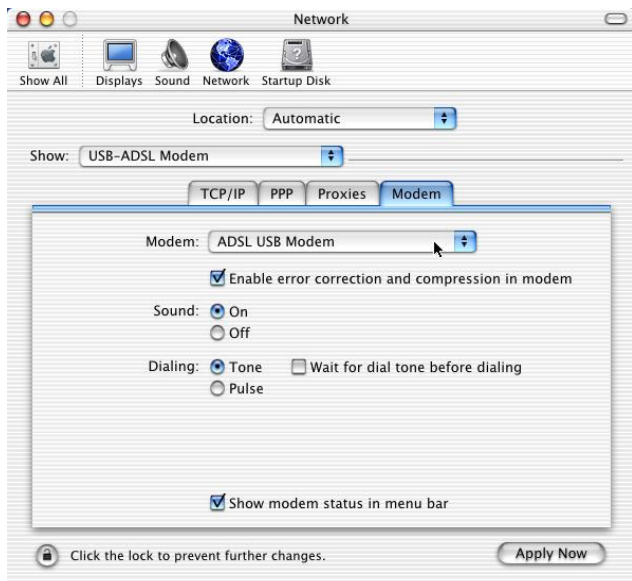 Network
Show All Displays Sound Network Startup Disk
Location: Automatic
Show: USB-ADSL Modem
TCP/IP PPP Proxies Modem
Modem: ADSL USB Modem
Enable error correction and compression in modem
Sound: On
Off
Dialing: Tone Wait for dial tone before dialing
Pulse
Show modem status in menu bar
Click the lock to prevent further changes. Apply Now